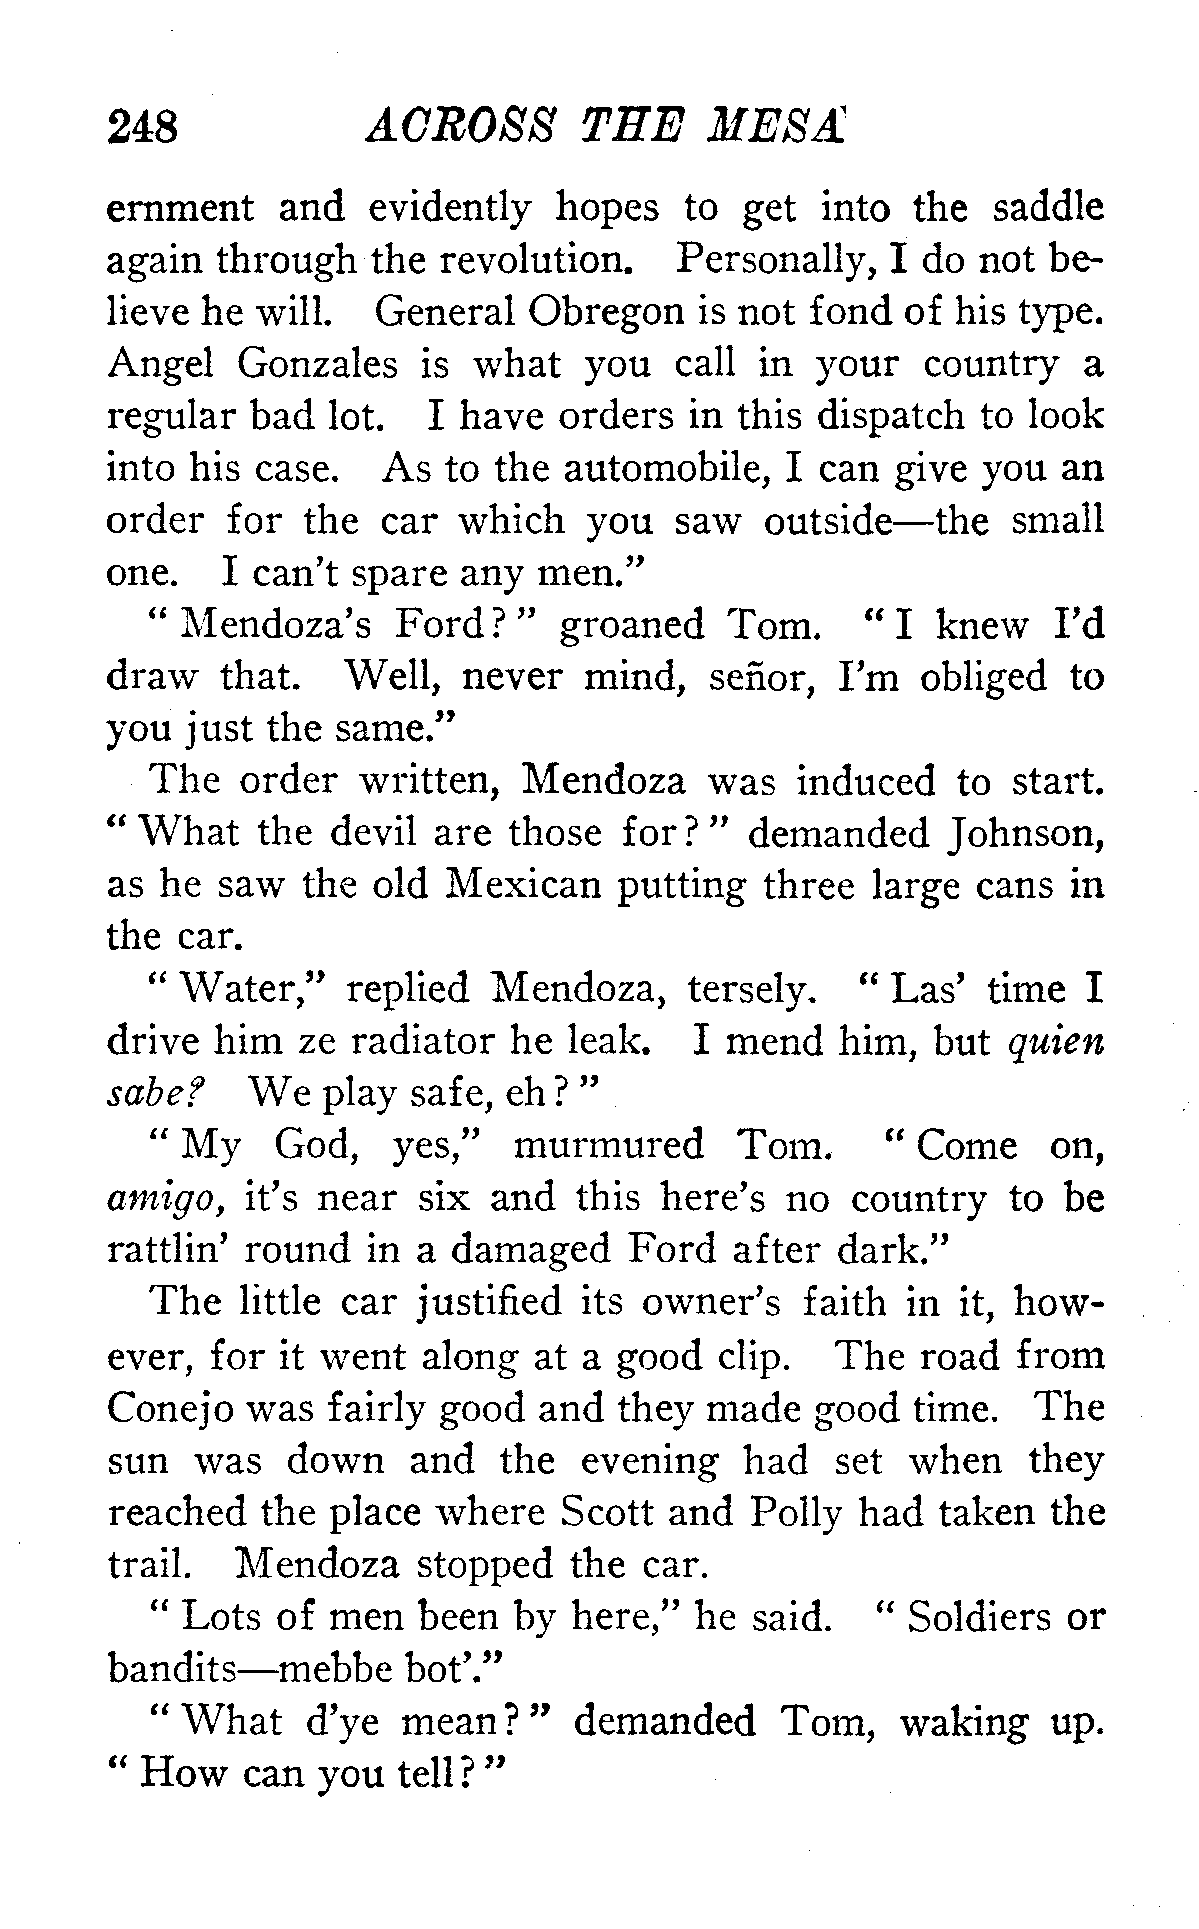 248 ACROSS THE MESA
ernment and evidently hopes to get into the saddle
again through the revolution. Personally, I do not be-
lieve he will. General Obregon is not fond of his type.
Angel Gonzales is what you call in your country a
regular bad lot. I have orders in this dispatch to look
into his case. As to the automobile, I can give you an
order for the car which you saw outside—the small
one. I can't spare any men."
" Mendoza's Ford? " groaned Tom. " I knew I'd
draw that. Well, never mind, señor, I'm obliged to
you just the same."
The order written, Mendoza was induced to start.
" What the devil are those for? " demanded Johnson,
as he saw the old Mexican putting three large cans in
the car.
" Water," replied Mendoza, tersely. " Las' time I
drive him ze radiator he leak. I mend him, but quien
sabe? We play safe, eh? "
" My God, yes," murmured Tom. " Come on,
amigo, it's near six and this here's no country to be
rattlin' round in a damaged Ford after dark."
The little car justified its owner's faith in it, how-
ever, for it went along at a good clip. The road from
Conejo was fairly good and they made good time. The
sun was down and the evening had set when they
reached the place where Scott and Polly had taken the
trail. Mendoza stopped the car.
" Lots of men been by here," he said. " Soldiers or
bandits—mebbe bot'."
" What d'ye mean? " demanded Tom, waking up.
" How can you tell? "